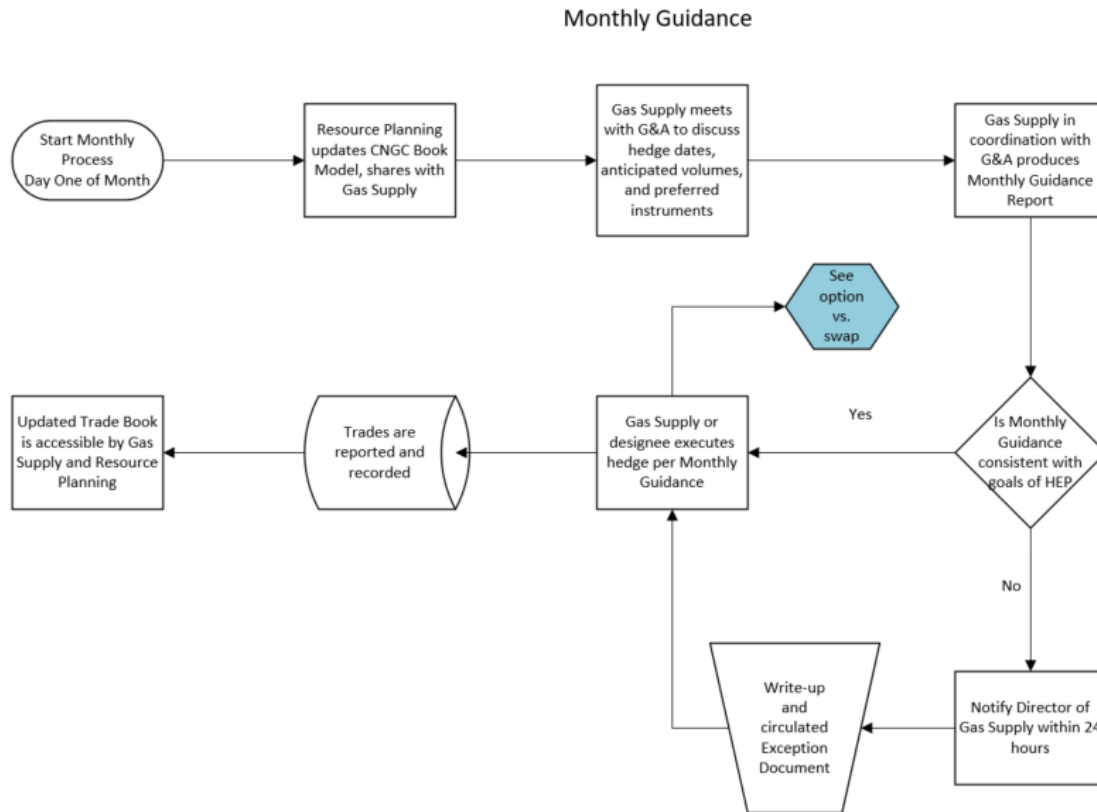 Monthly Guidance
Start Monthly
Process
Day One of Month
Resource Planning
updates CNGC Book
Model, shares with
Gas Supply
Gas Supply meets
with G&A to discuss
hedge dates,
anticipated volumes,
and preferred
instruments
Gas Supply in
coordination with
G&A produces
Monthly Guidance
Report
See
option
vs.
swap
Is Monthly
Guidance
consistent with
goals of HEP
Yes
No
Gas Supply or
designee executes
hedge per Monthly
Guidance
Trades are
reported and
recorded
Updated Trade Book
is accessible by Gas
Supply and Resource
Planning
Notify Director of
Gas Supply within 24
hours
Write-up
and
circulated
Exception
Document